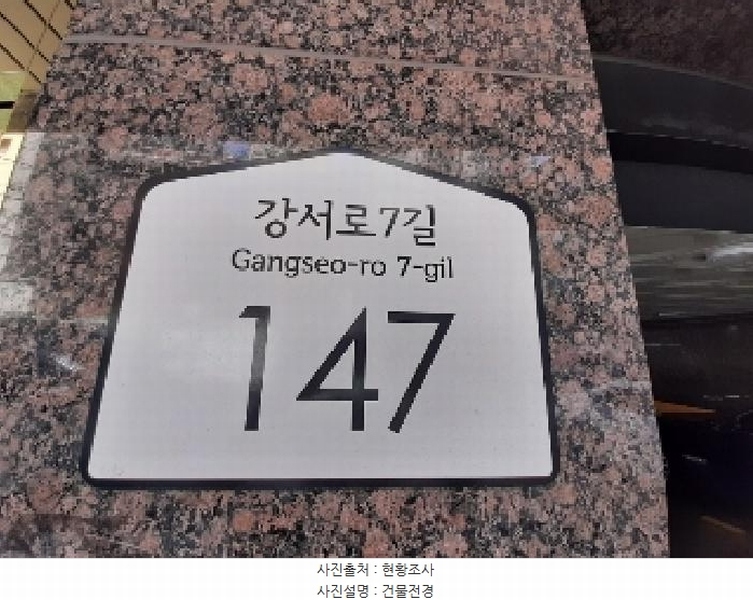 강서로7길
Gangseo-ro 7-gil
147
사진출처 : 현황조사
사진설명 : 건물전경